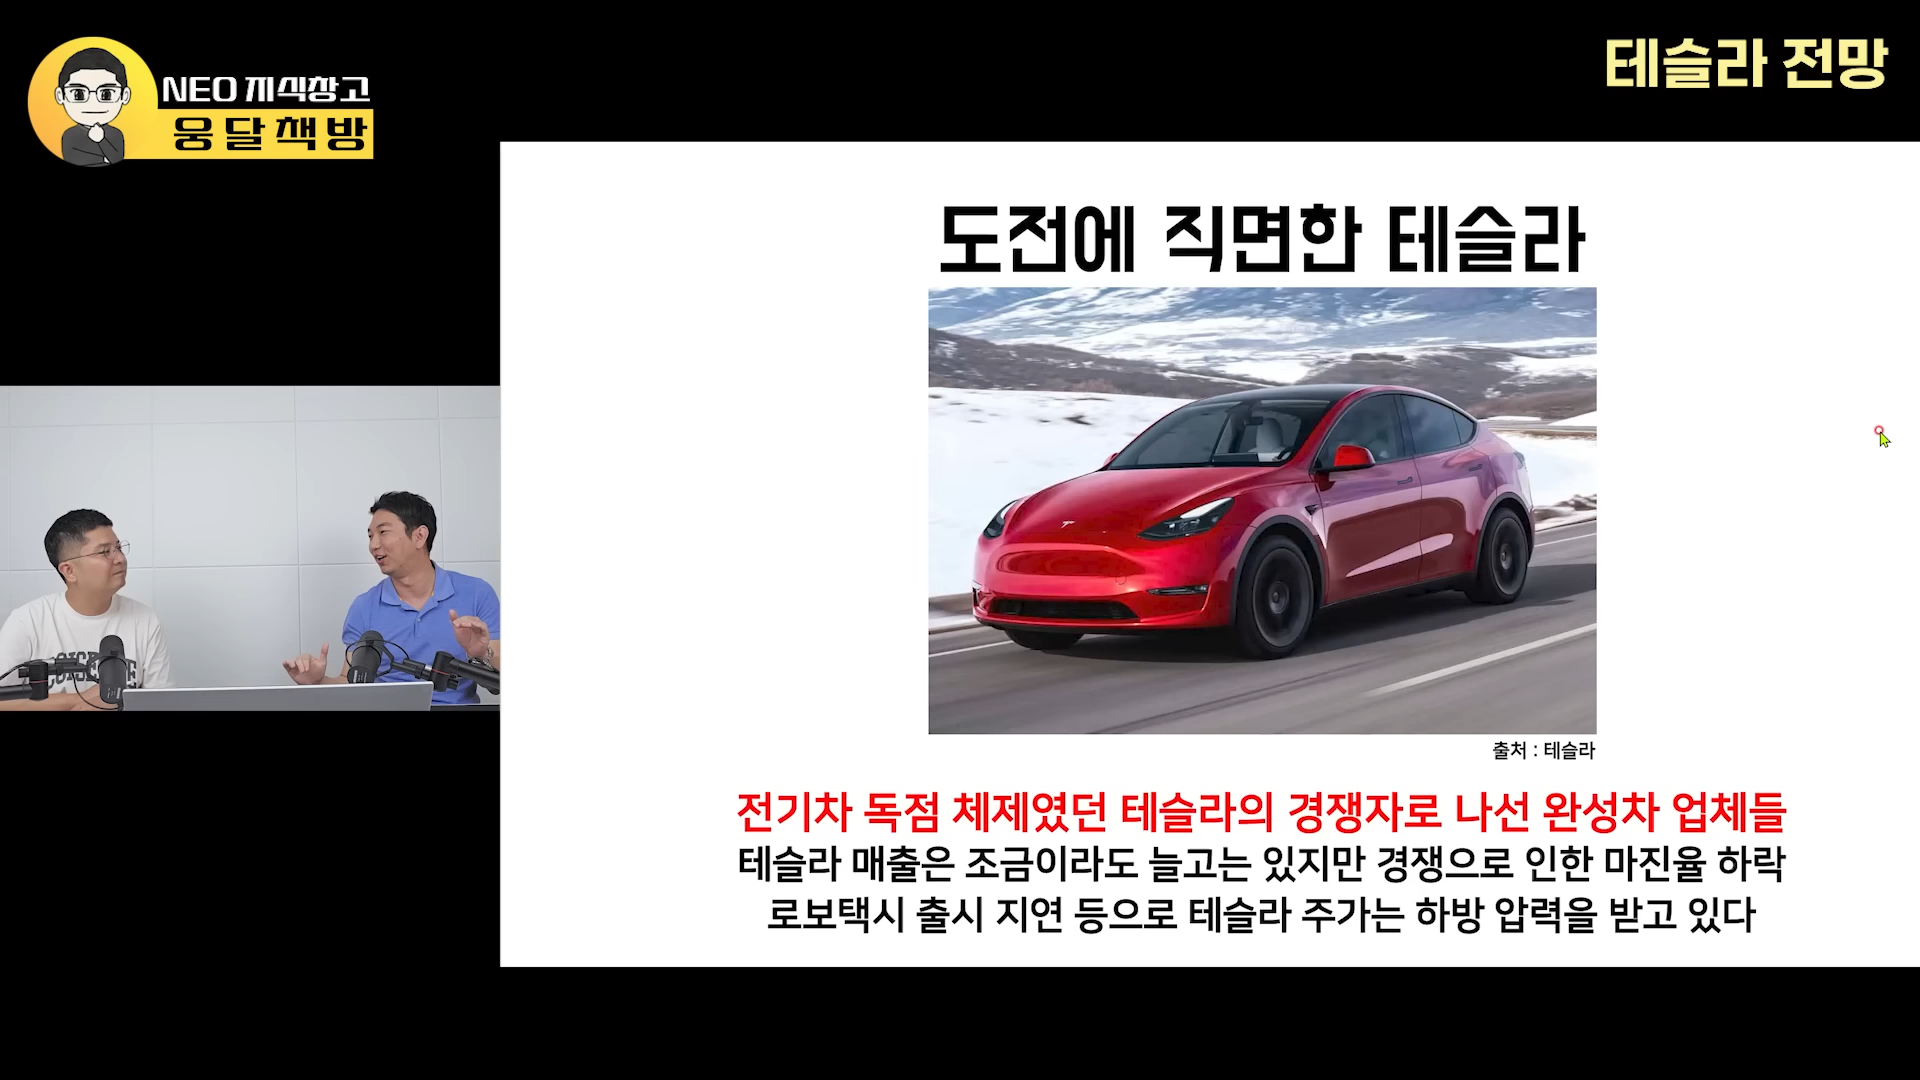 NEO 지식창고
웅달책방
테슬라 전망
도전에 직면한 테슬라
출처 : 테슬라
전기차 독점 체제였던 테슬라의 경쟁자로 나선 완성차 업체들
테슬라 매출은 조금이라도 늘고는 있지만 경쟁으로 인한 마진율 하락
로보택시 출시 지연 등으로 테슬라 주가는 하방 압력을 받고 있다